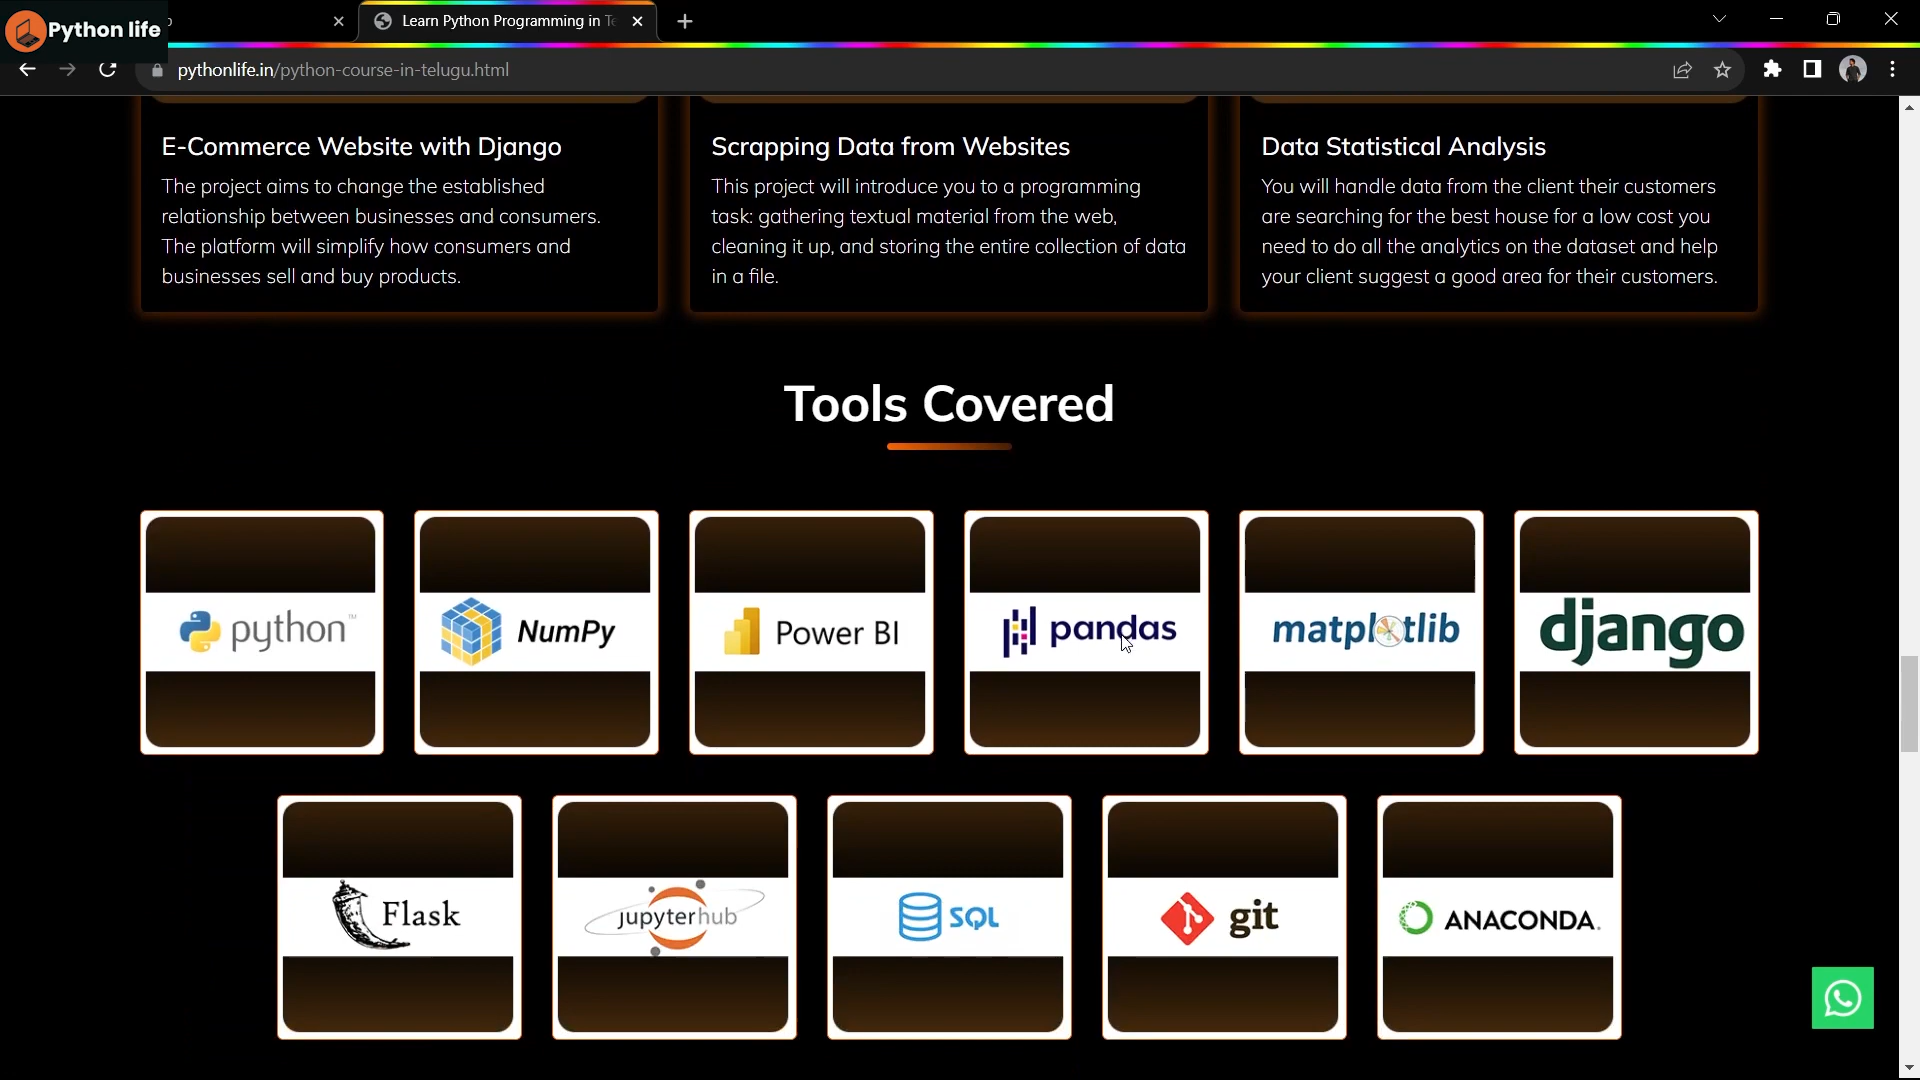 Python life
Learn Python Programming in Te
pythonlife.in/python-course-in-telugu.html
E-Commerce Website with Django
The project aims to change the established
relationship between businesses and consumers.
The platform will simplify how consumers and
businesses sell and buy products.
Scrapping Data from Websites
This project will introduce you to a programming
task: gathering textual material from the web,
cleaning it up, and storing the entire collection of data
in a file.
Data Statistical Analysis
You will handle data from the client their customers
are searching for the best house for a low cost you
need to do all the analytics on the dataset and help
your client suggest a good area for their customers.
Tools Covered
python™
NumPy
Power BI
pandas
matplotlib
django
Flask
jupyterhub
SQL
git
ANACONDA.